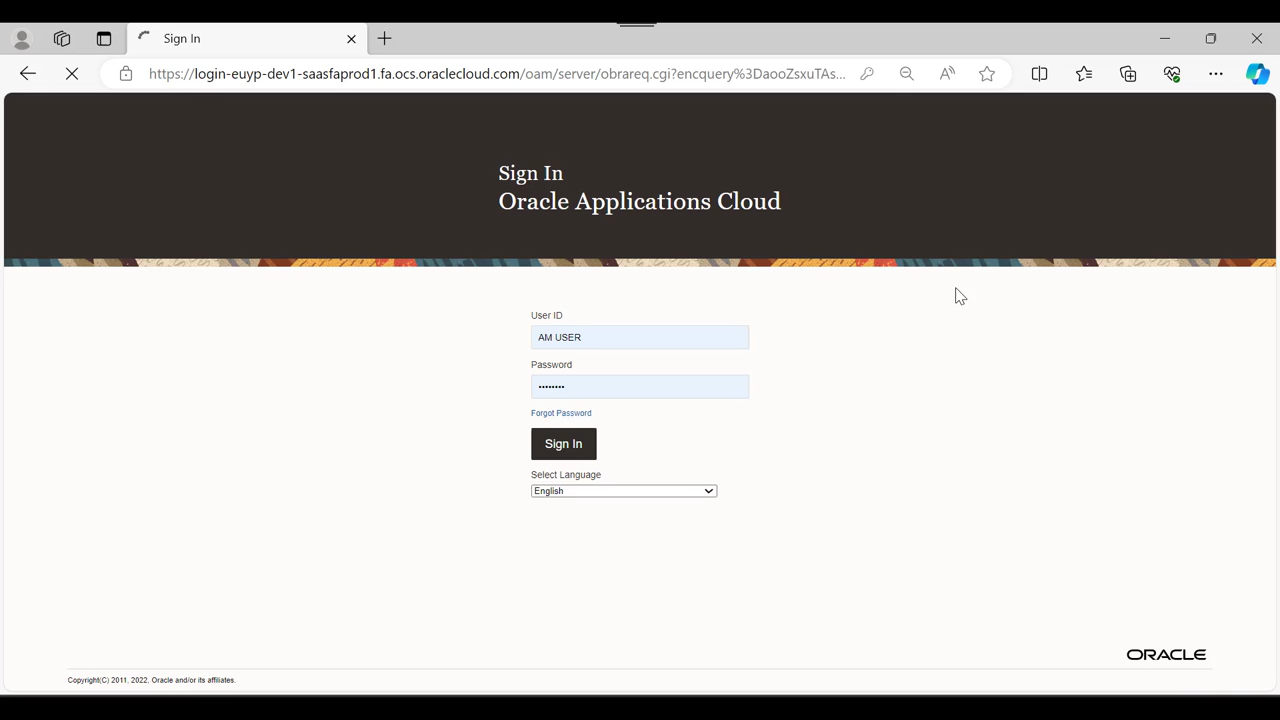 Sign In
https://login-euyp-dev1-saasfaprod1.fa.ocs.oraclecloud.com/oam/server/obrareq.cgi?encquery%3DaooZsxuTAs...
Sign In
Oracle Applications Cloud
User ID
AM USER
Password
••••••••
Forgot Password
Sign In
Select Language
English
ORACLE
Copyright(C) 2011, 2022, Oracle and/or its affiliates.